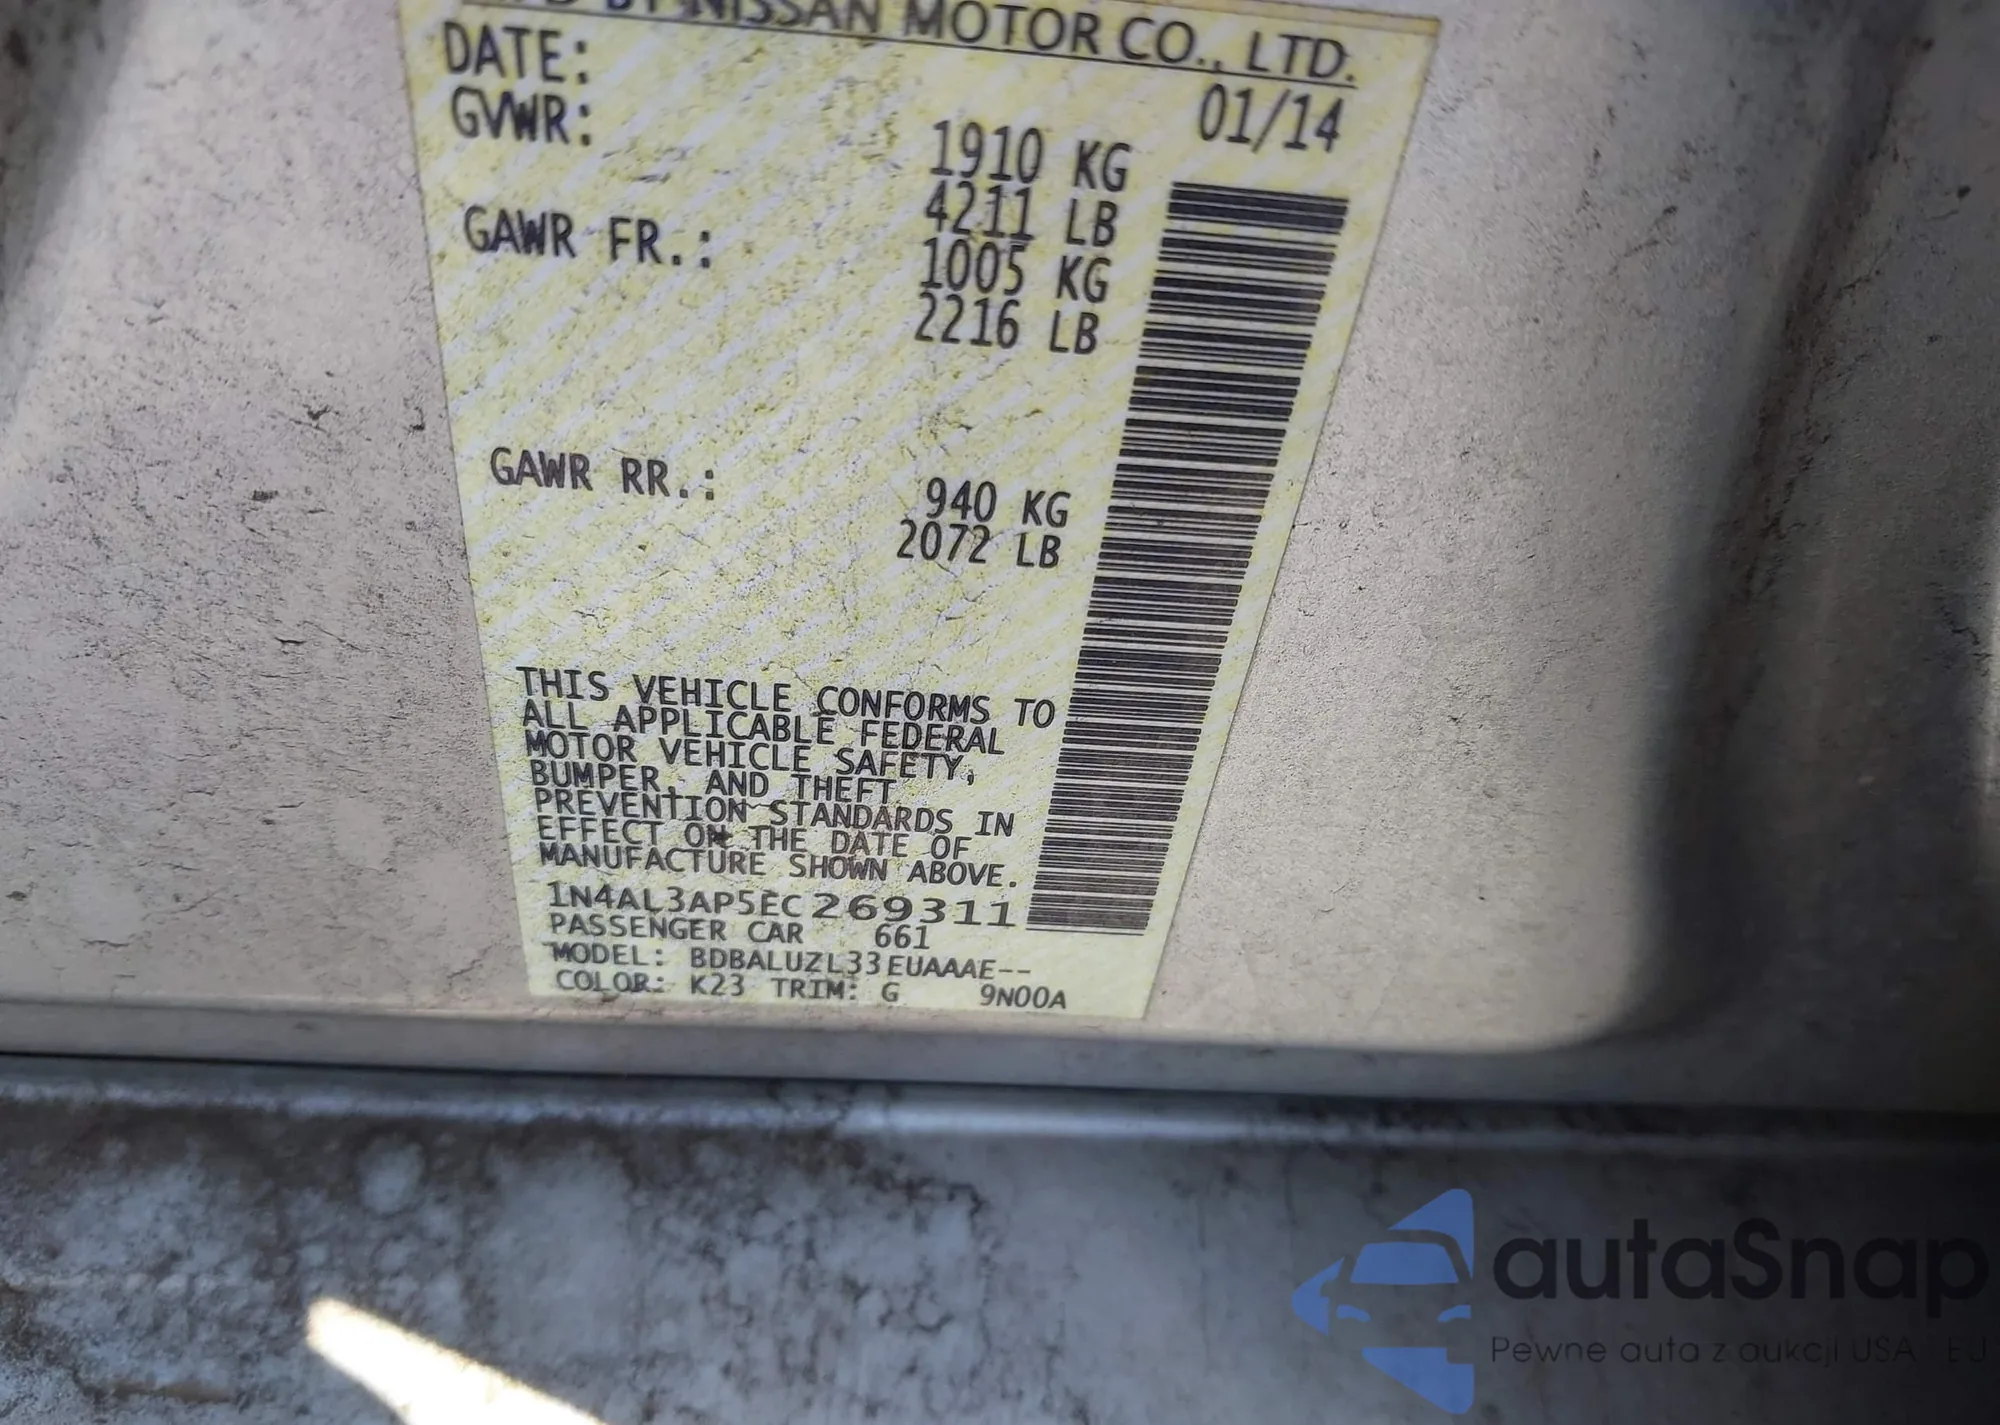 BY NISSAN MOTOR CO., LTD.
DATE: 01/14
GVWR: 1910 KG
4211 LB
GAWR FR.: 1005 KG
2216 LB
GAWR RR.: 940 KG
2072 LB
THIS VEHICLE CONFORMS TO
ALL APPLICABLE FEDERAL
MOTOR VEHICLE SAFETY,
BUMPER, AND THEFT
PREVENTION STANDARDS IN
EFFECT ON THE DATE OF
MANUFACTURE SHOWN ABOVE.
1N4AL3AP5EC269311
PASSENGER CAR 661
MODEL: BDBALUZL33EUAAAE--
COLOR: K23 TRIM: G 9N00A
autaSnap
Pewne auta z aukcji USA EU